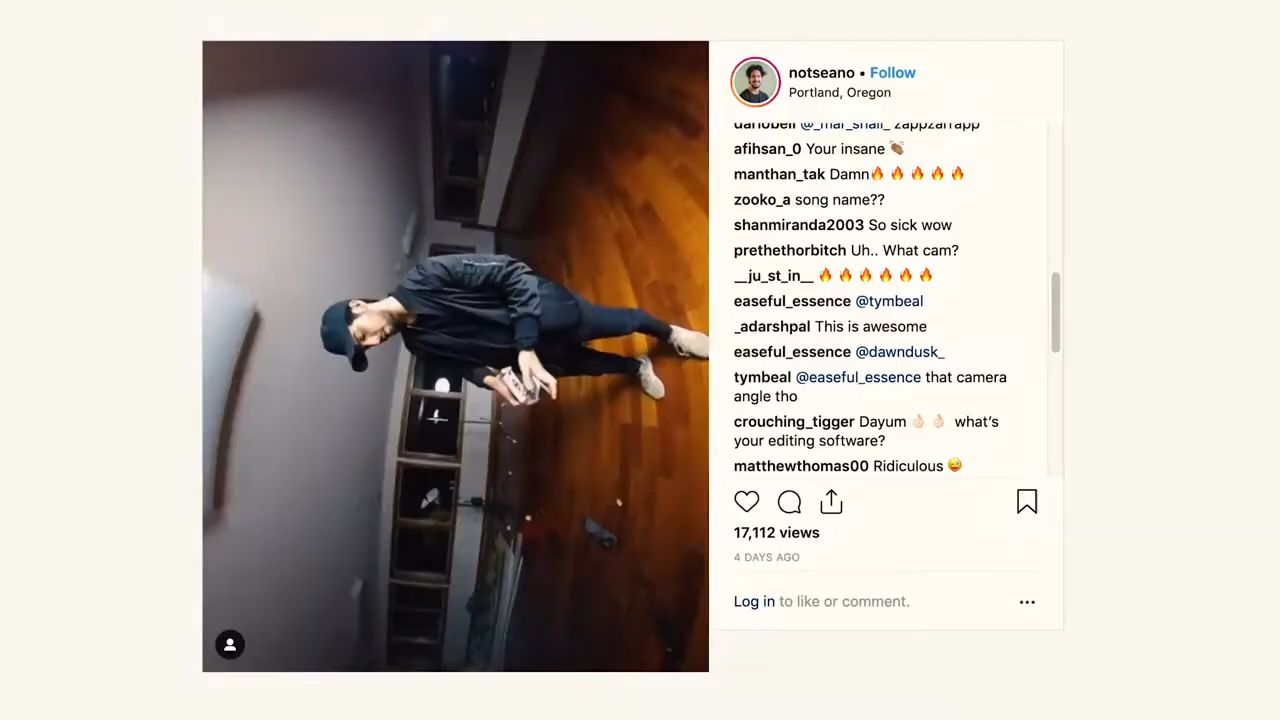 notseano • Follow
Portland, Oregon
@_mar_snall_ zappzarrapp
afihsan_0 Your insane 👏🏽
manthan_tak Damn🔥 🔥 🔥 🔥 🔥
zooko_a song name??
shanmiranda2003 So sick wow
prethethorbitch Uh.. What cam?
__ju_st_in__ 🔥 🔥 🔥 🔥 🔥 🔥
easeful_essence @tymbeal
_adarshpal This is awesome
easeful_essence @dawndusk_
tymbeal @easeful_essence that camera
angle tho
crouching_tigger Dayum 👌🏻 👌🏻 what's
your editing software?
matthewthomas00 Ridiculous 😜
17,112 views
4 DAYS AGO
Log in to like or comment.